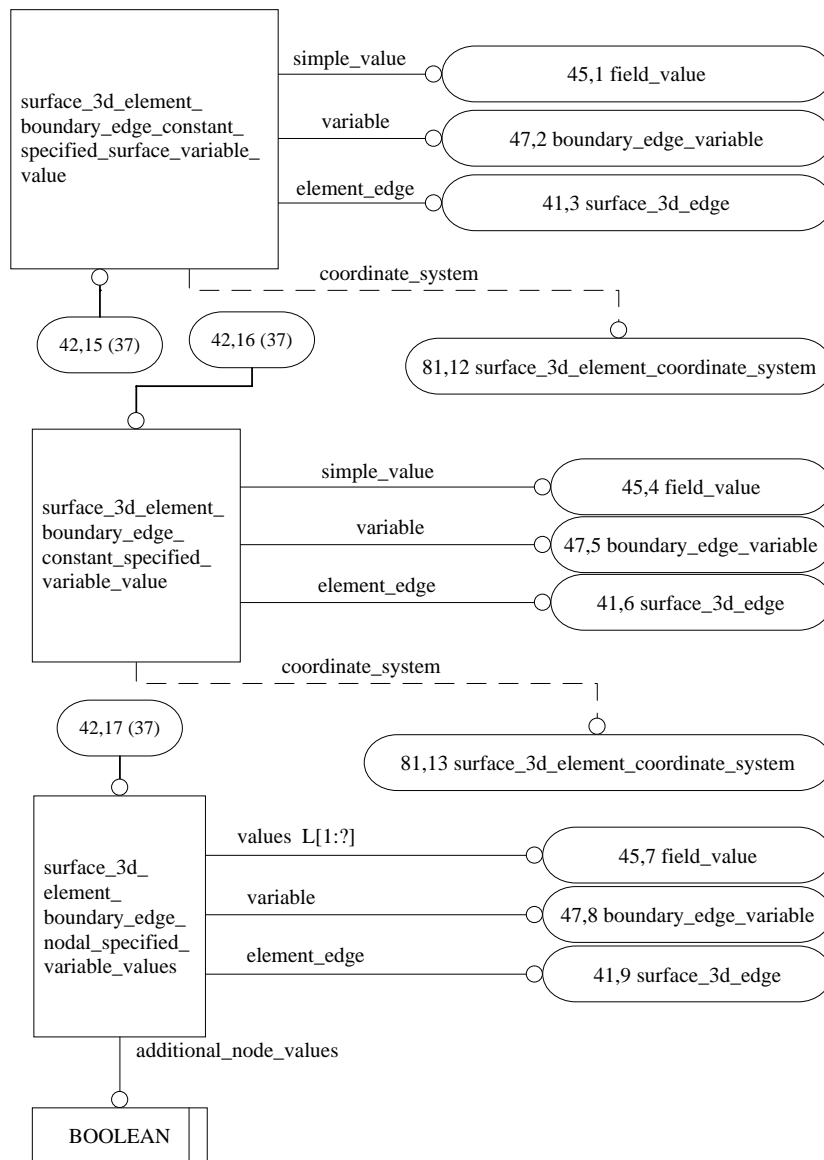 simple_value
45,1 field_value
surface_3d_element_
boundary_edge_constant_
specified_surface_variable_
value
variable
47,2 boundary_edge_variable
element_edge
41,3 surface_3d_edge
coordinate_system
42,15 (37)
42,16 (37)
81,12 surface_3d_element_coordinate_system
simple_value
45,4 field_value
surface_3d_element_
boundary_edge_
constant_specified_
variable_value
variable
47,5 boundary_edge_variable
element_edge
41,6 surface_3d_edge
coordinate_system
42,17 (37)
81,13 surface_3d_element_coordinate_system
values L[1:?]
45,7 field_value
surface_3d_
element_
boundary_edge_
nodal_specified_
variable_values
variable
47,8 boundary_edge_variable
element_edge
41,9 surface_3d_edge
additional_node_values
BOOLEAN